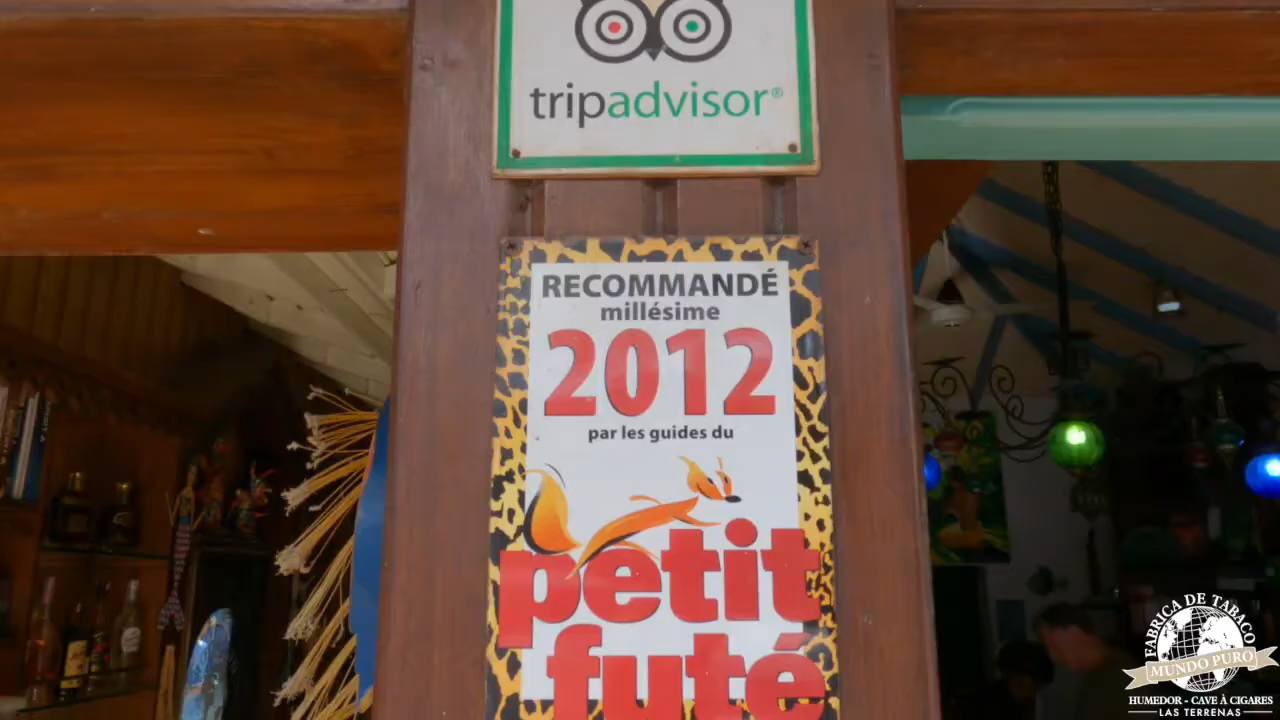 tripadvisor®
RECOMMANDÉ
millésime
2012
par les guides du
petit
futé
FABRICA DE TABACO
MUNDO PURO
HUMEDOR - CAVE À CIGARES
LAS TERRENAS